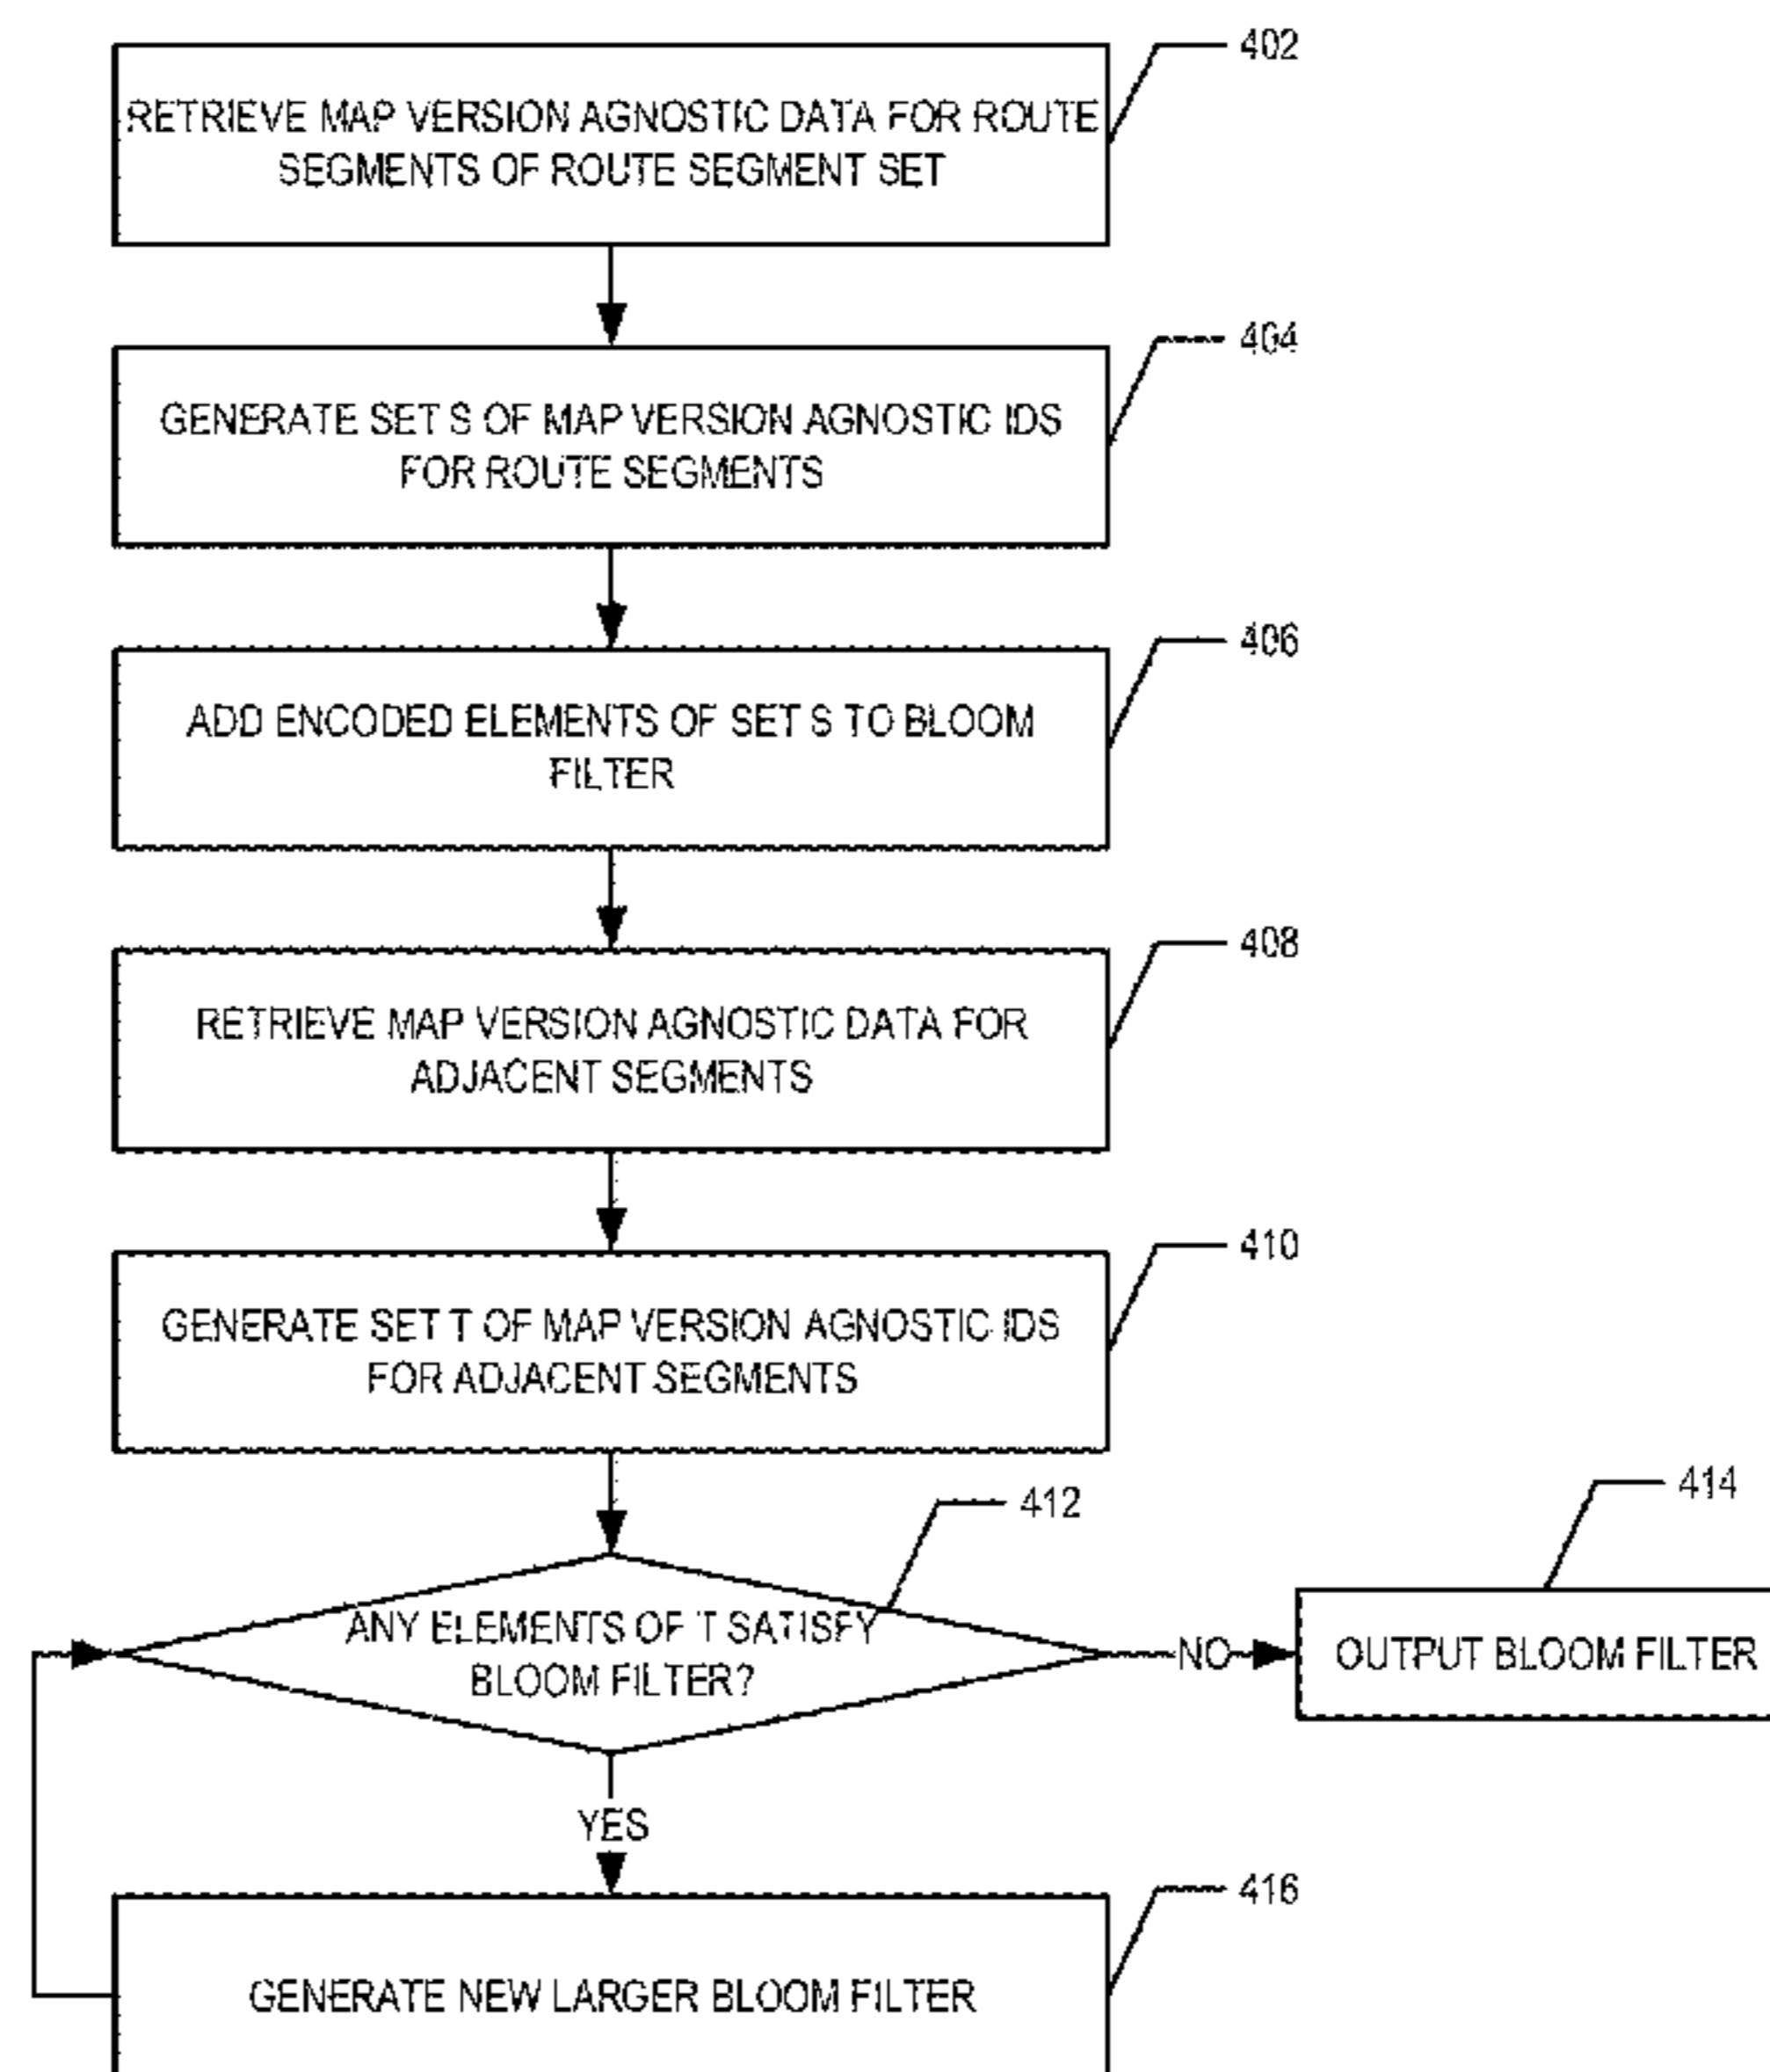 402
RETRIEVE MAP VERSION AGNOSTIC DATA FOR ROUTE
SEGMENTS OF ROUTE SEGMENT SET
404
GENERATE SET S OF MAP VERSION AGNOSTIC IDS
FOR ROUTE SEGMENTS
406
ADD ENCODED ELEMENTS OF SET S TO BLOOM
FILTER
408
RETRIEVE MAP VERSION AGNOSTIC DATA FOR
ADJACENT SEGMENTS
410
GENERATE SET T OF MAP VERSION AGNOSTIC IDS
FOR ADJACENT SEGMENTS
412
414
ANY ELEMENTS OF T SATISFY
BLOOM FILTER?
NO
OUTPUT BLOOM FILTER
YES
416
GENERATE NEW LARGER BLOOM FILTER